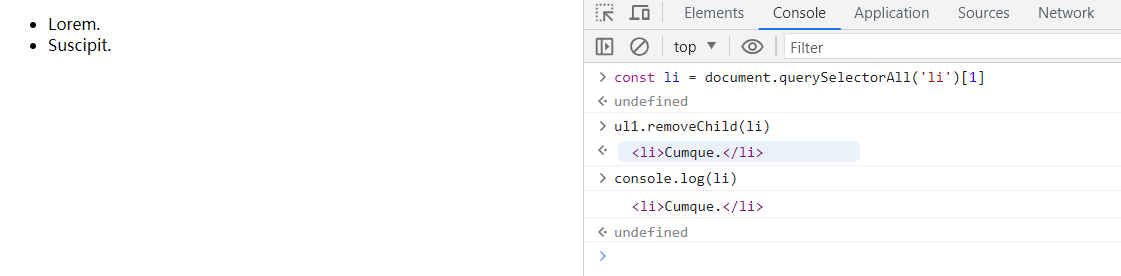 Lorem.
Suscipit.
Elements Console Application Sources Network
top ▼ Filter
> const li = document.querySelectorAll('li')[1]
undefined
> ul1.removeChild(li)
<li>Cumque.</li>
> console.log(li)
<li>Cumque.</li>
undefined
>